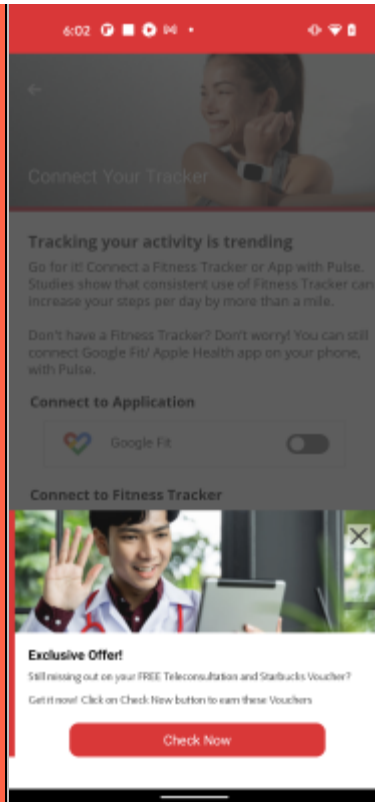 6:02
Connect Your Tracker
Tracking your activity is trending
Go for it! Connect a Fitness Tracker or App with Pulse.
Studies show that consistent use of Fitness Tracker can
increase your steps per day by more than a mile.
Don't have a Fitness Tracker? Don't worry! You can still
connect Google Fit/ Apple Health app on your phone,
with Pulse.
Connect to Application
Google Fit
Connect to Fitness Tracker
Exclusive Offer!
Still missing out on your FREE Teleconsultation and Starbucks Voucher?
Get it now! Click on Check Now button to earn these Vouchers
Check Now